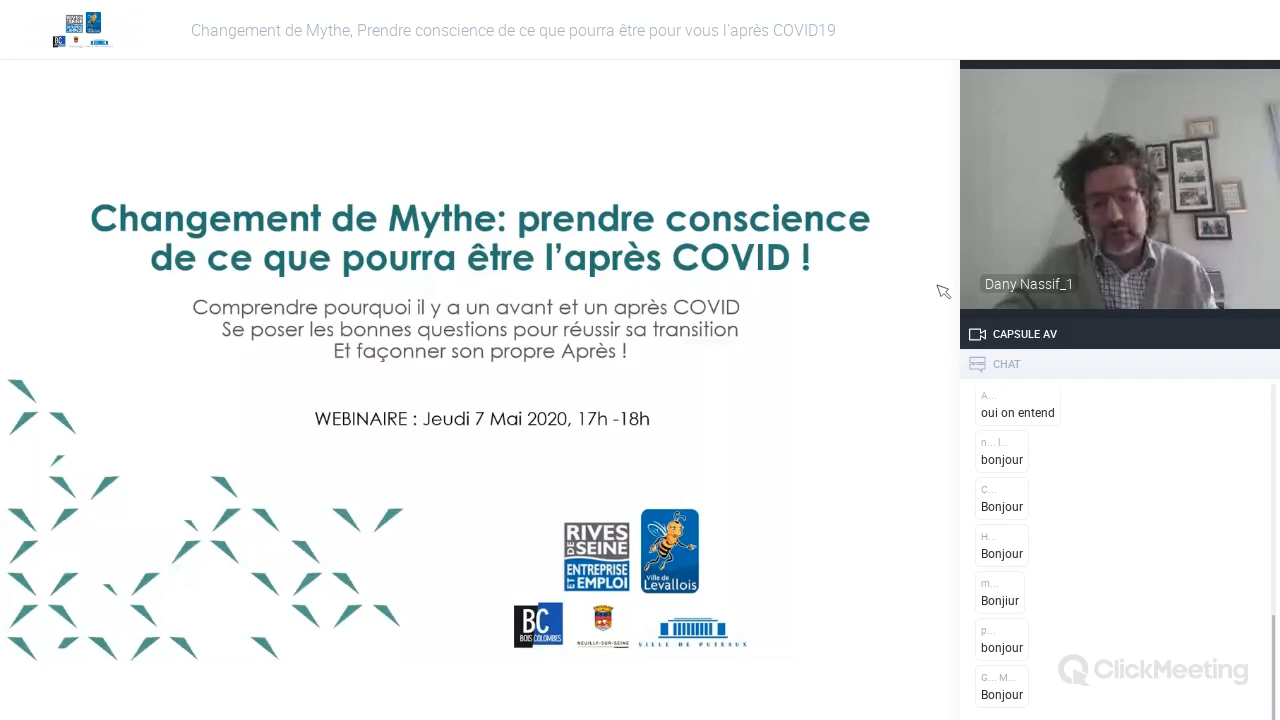 Changement de Mythe, Prendre conscience de ce que pourra être pour vous l'après COVID19
Changement de Mythe: prendre conscience
de ce que pourra être l'après COVID !
Comprendre pourquoi il y a un avant et un après COVID
Se poser les bonnes questions pour réussir sa transition
Et façonner son propre Après !
WEBINAIRE : Jeudi 7 Mai 2020, 17h -18h
RIVES
DE SEINE
ENTREPRISE
ET EMPLOI
Ville de
Levallois
BC
BOIS COLOMBES
NEUILLY-SUR-SEINE
VILLE DE PUTEAUX
Dany Nassif_1
CAPSULE AV
CHAT
A...
oui on entend
n... l...
bonjour
C...
Bonjour
H...
Bonjour
m...
Bonjiur
p...
bonjour
G... M...
Bonjour
ClickMeeting